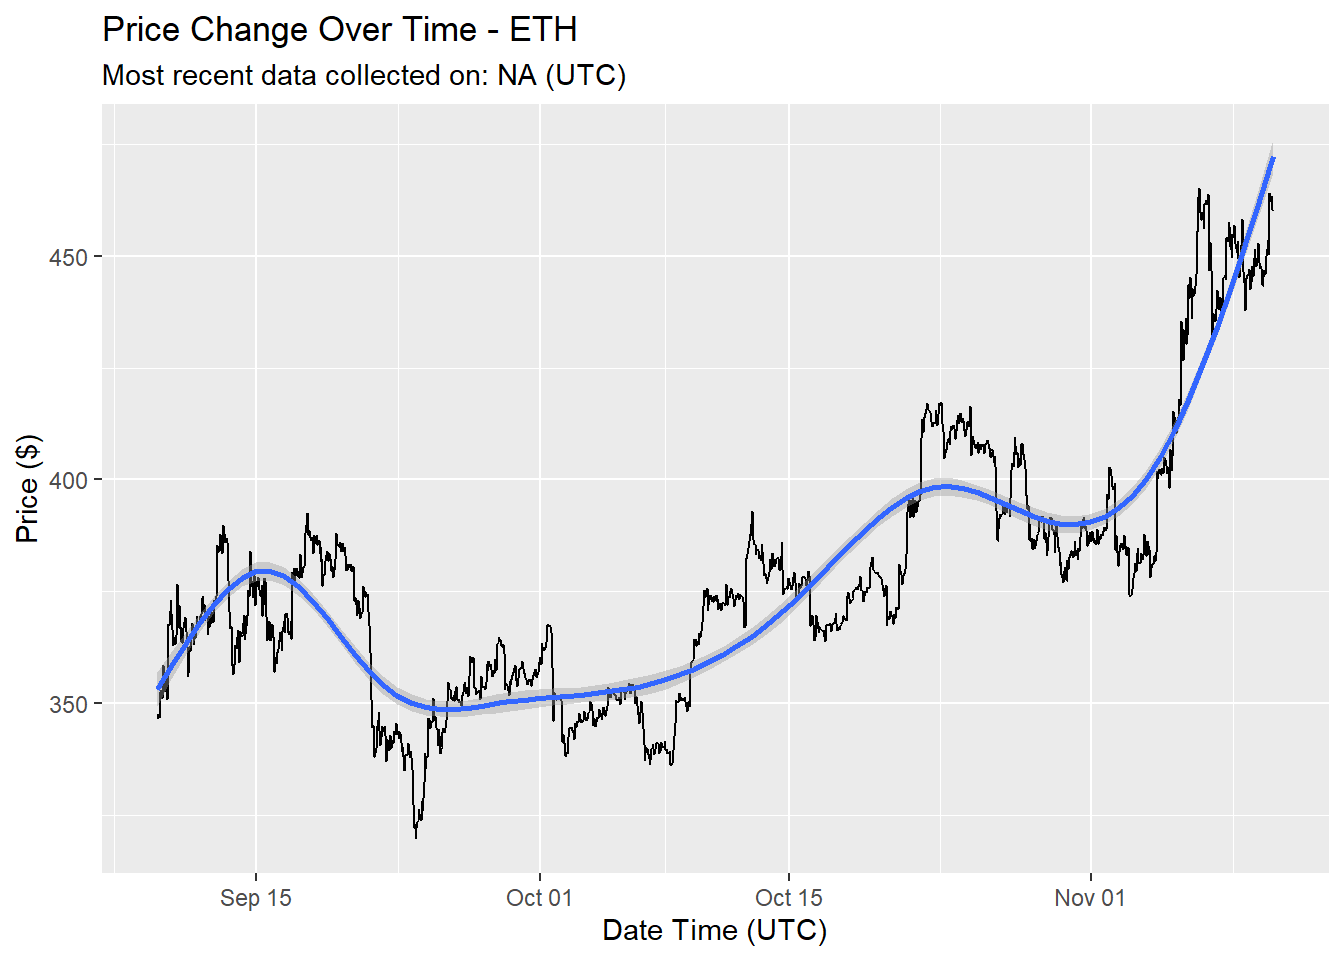 Price Change Over Time - ETH
Most recent data collected on: NA (UTC)
Price ($)
450
400
350
Sep 15
Oct 01
Oct 15
Nov 01
Date Time (UTC)